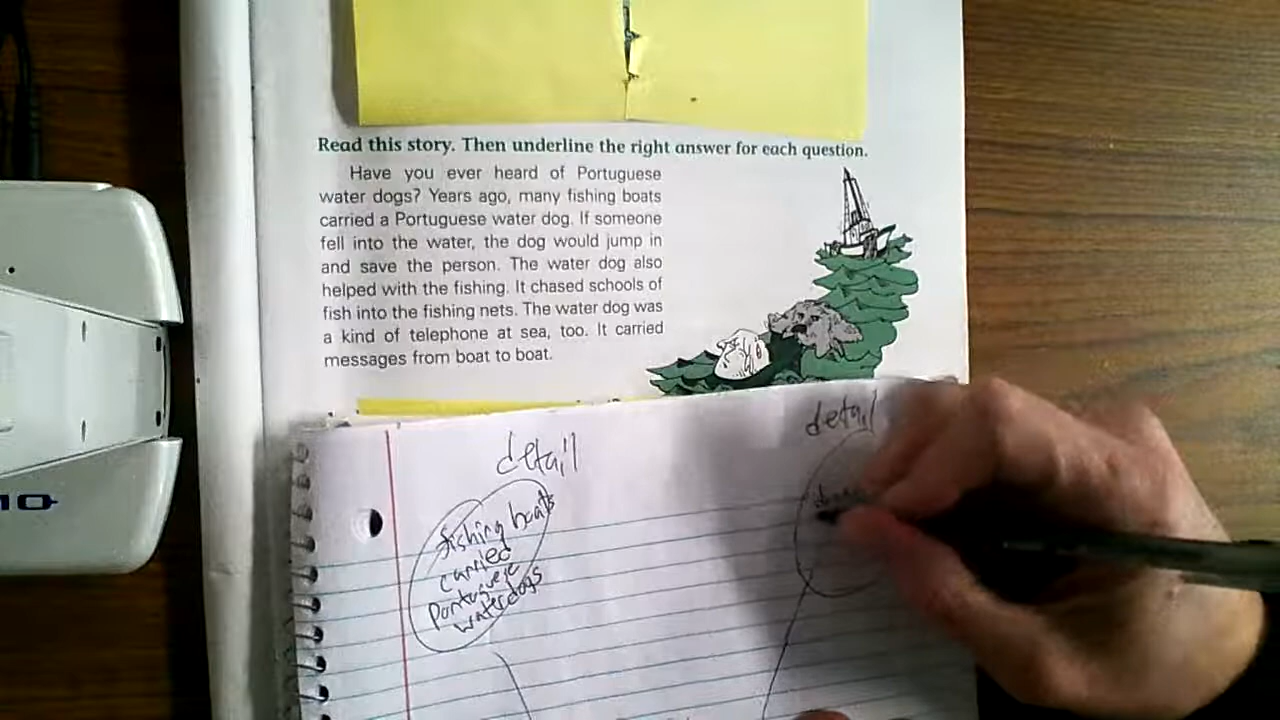 Read this story. Then underline the right answer for each question.
Have you ever heard of Portuguese
water dogs? Years ago, many fishing boats
carried a Portuguese water dog. If someone
fell into the water, the dog would jump in
and save the person. The water dog also
helped with the fishing. It chased schools of
fish into the fishing nets. The water dog was
a kind of telephone at sea, too. It carried
messages from boat to boat.
detail
detail
fishing boats
carried
Portuguese
waterdogs